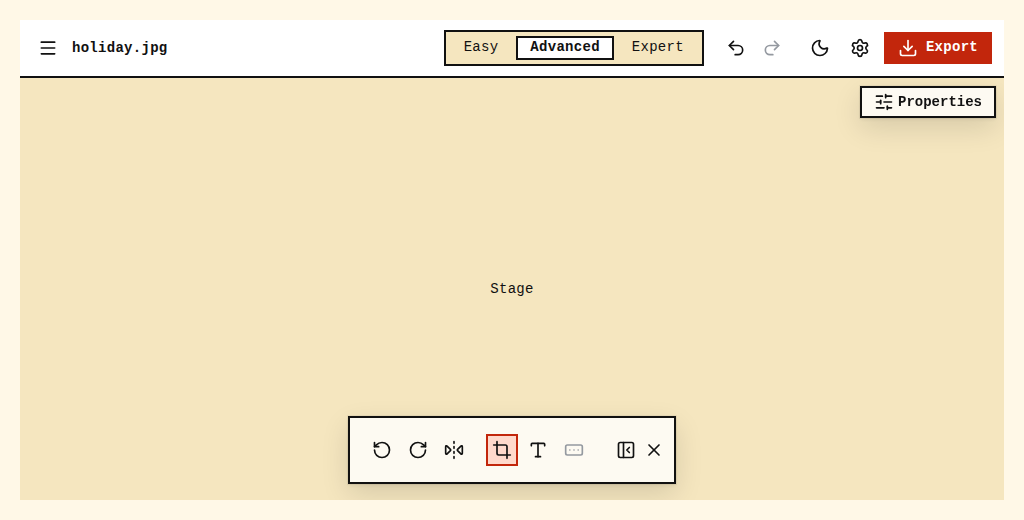 holiday.jpg
Easy
Advanced
Expert
Export
Properties
Stage